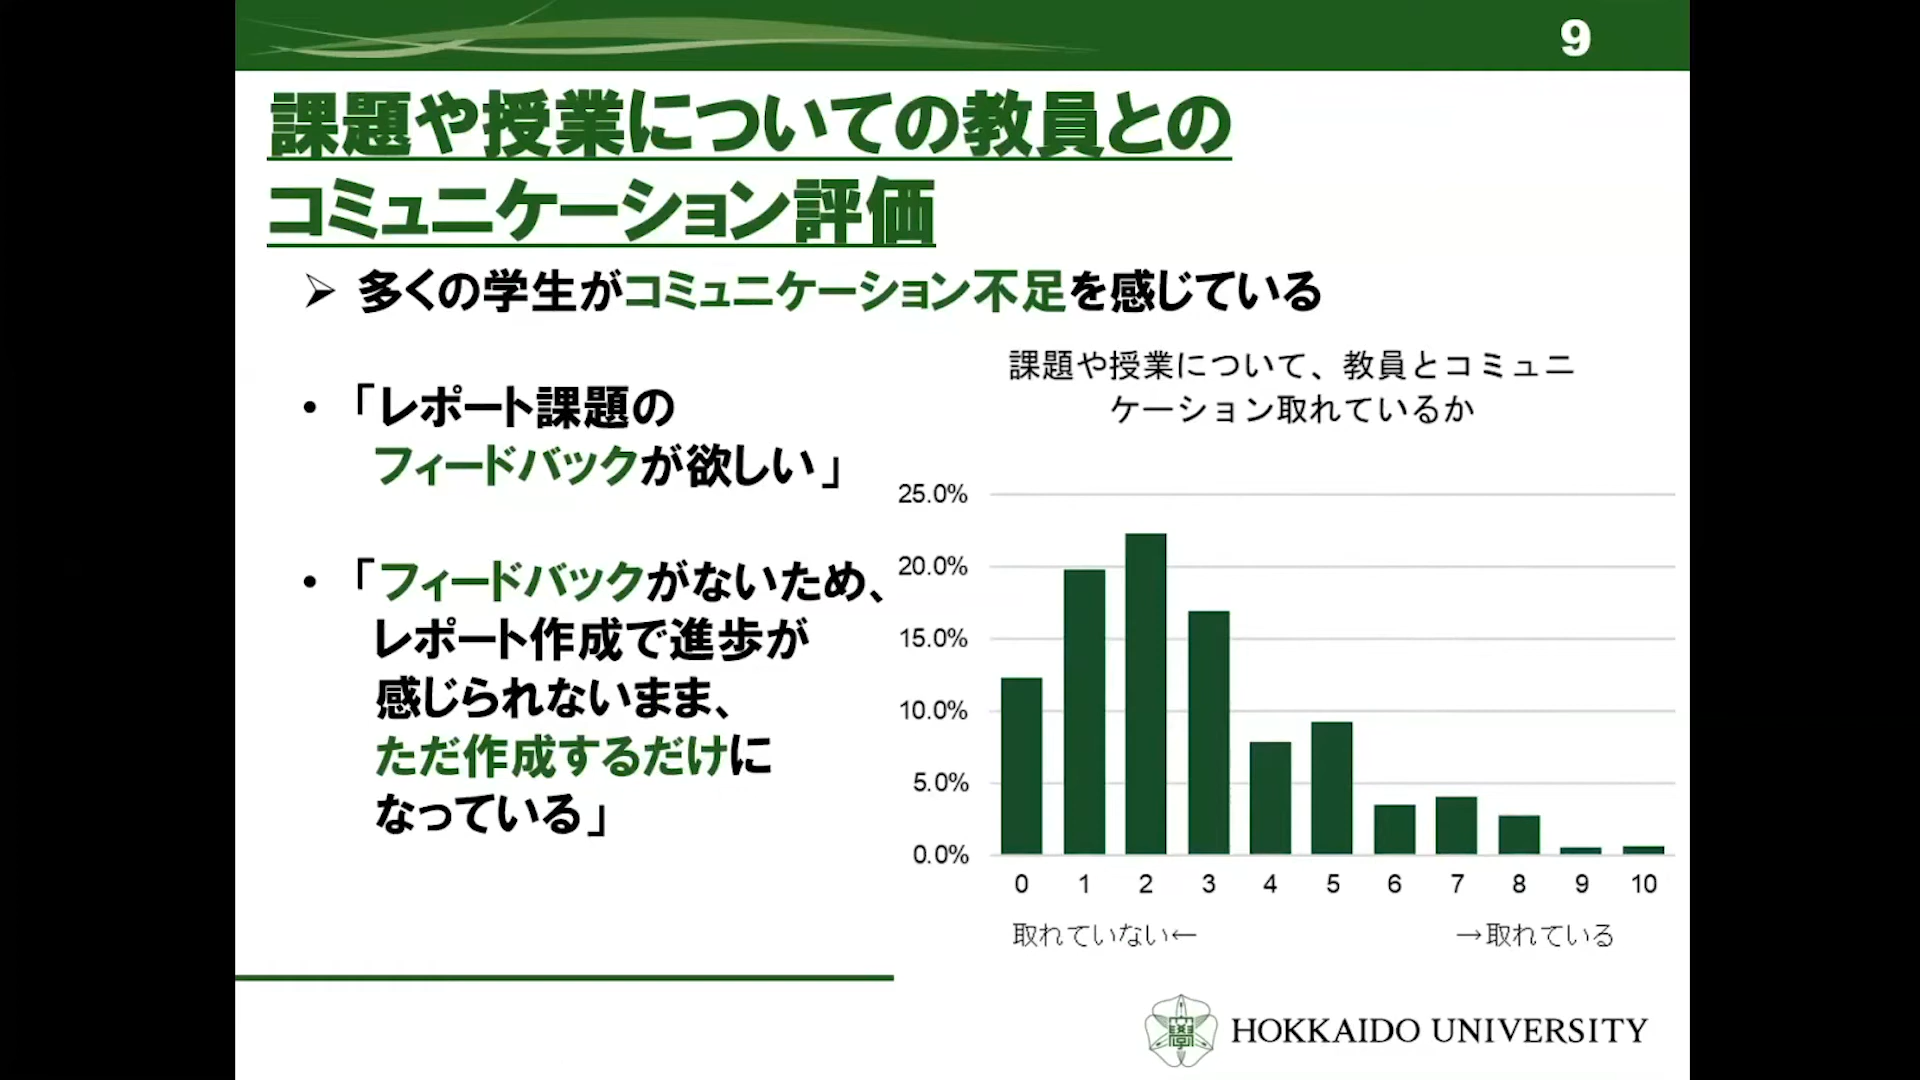 9
課題や授業についての教員との
コミュニケーション評価
➢ 多くの学生がコミュニケーション不足を感じている
• 「レポート課題の
フィードバックが欲しい」
• 「フィードバックがないため、
レポート作成で進歩が
感じられないまま、
ただ作成するだけに
なっている」
課題や授業について、教員とコミュニ
ケーション取れているか
25.0%
20.0%
15.0%
10.0%
5.0%
0.0%
0 1 2 3 4 5 6 7 8 9 10
取れていない← →取れている
HOKKAIDO UNIVERSITY